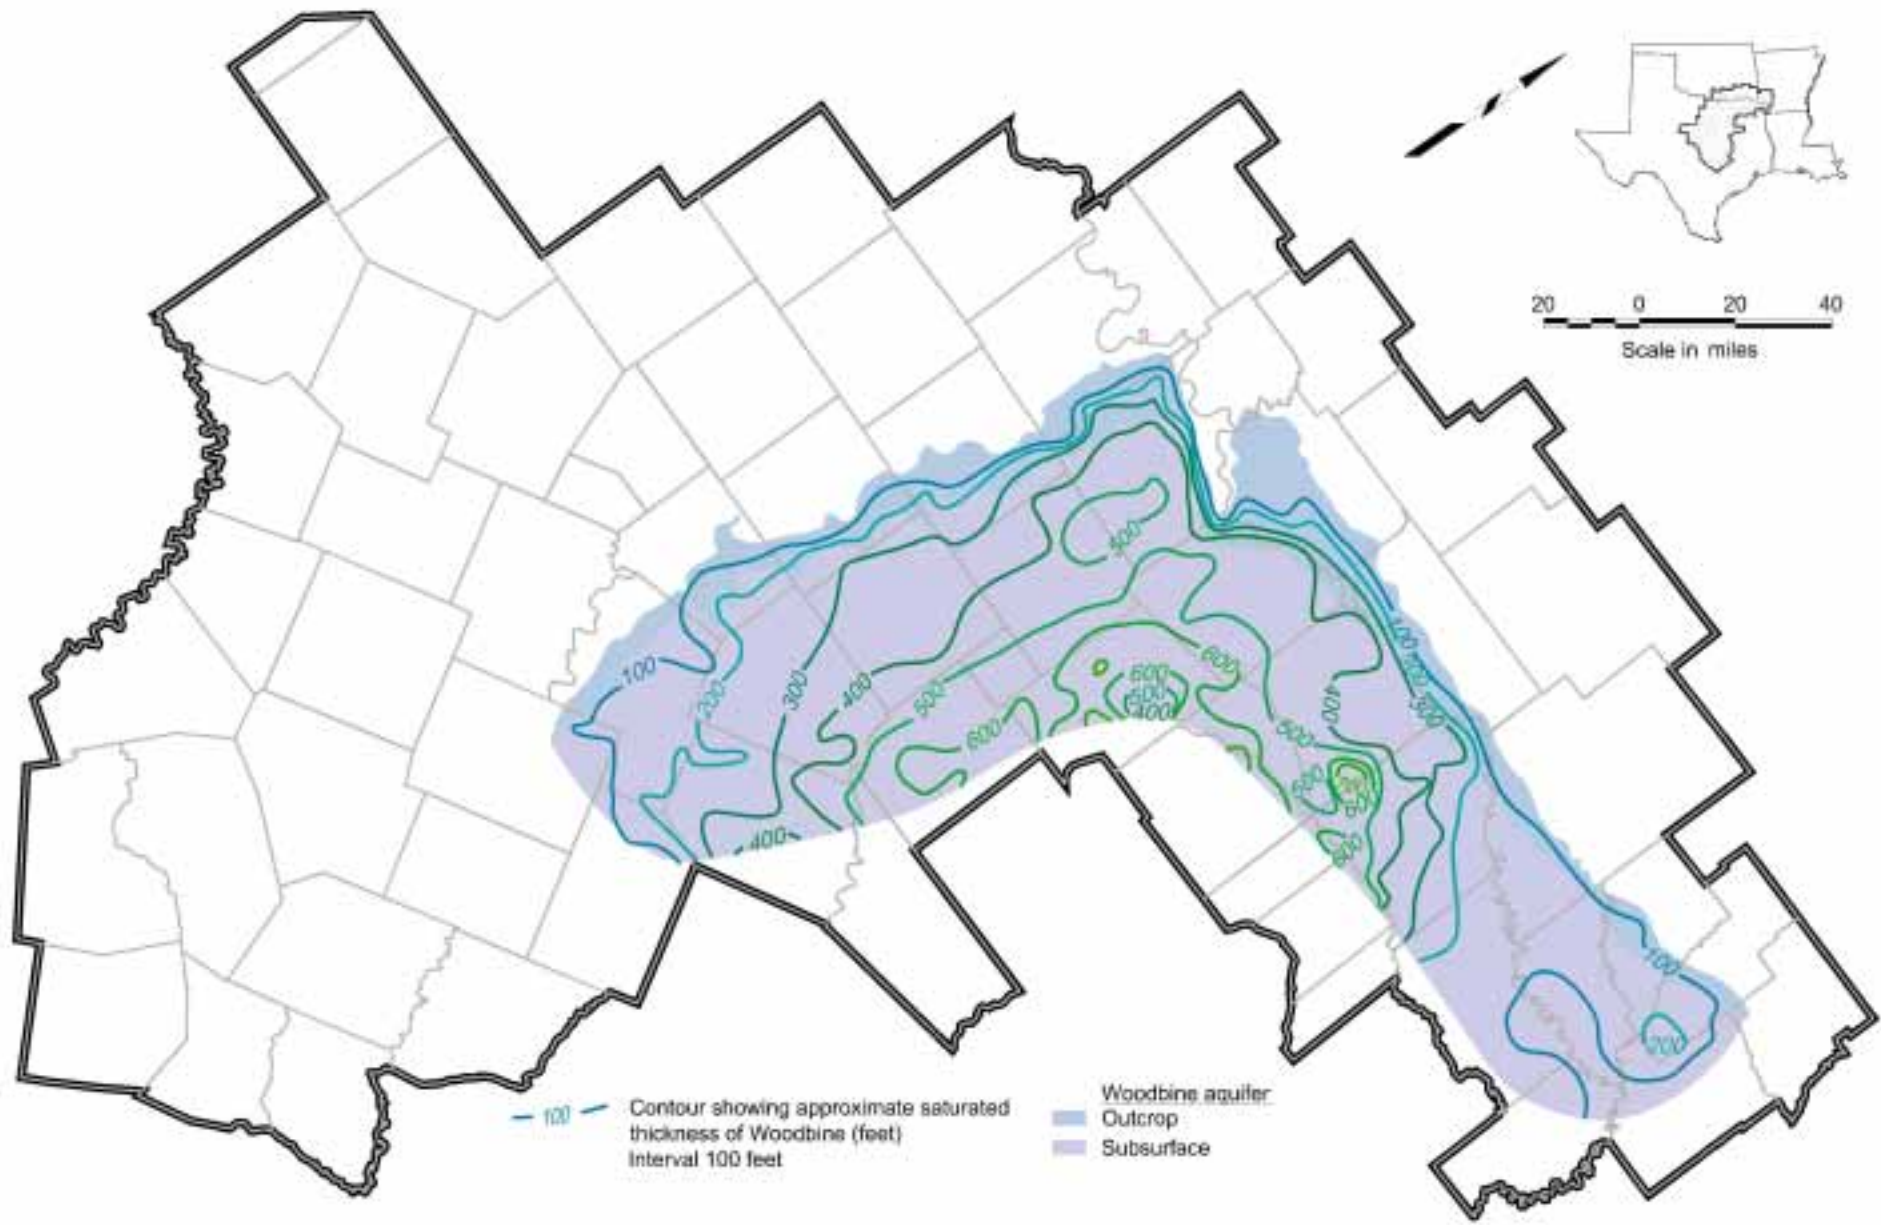 20 0 20 40
Scale in miles
500
100
100
200
300
200
300
400
500
600
600
600
500
400
400
500
500
600
400
100
200
100 Contour showing approximate saturated
thickness of Woodbine (feet)
Interval 100 feet
Woodbine aquifer
Outcrop
Subsurface